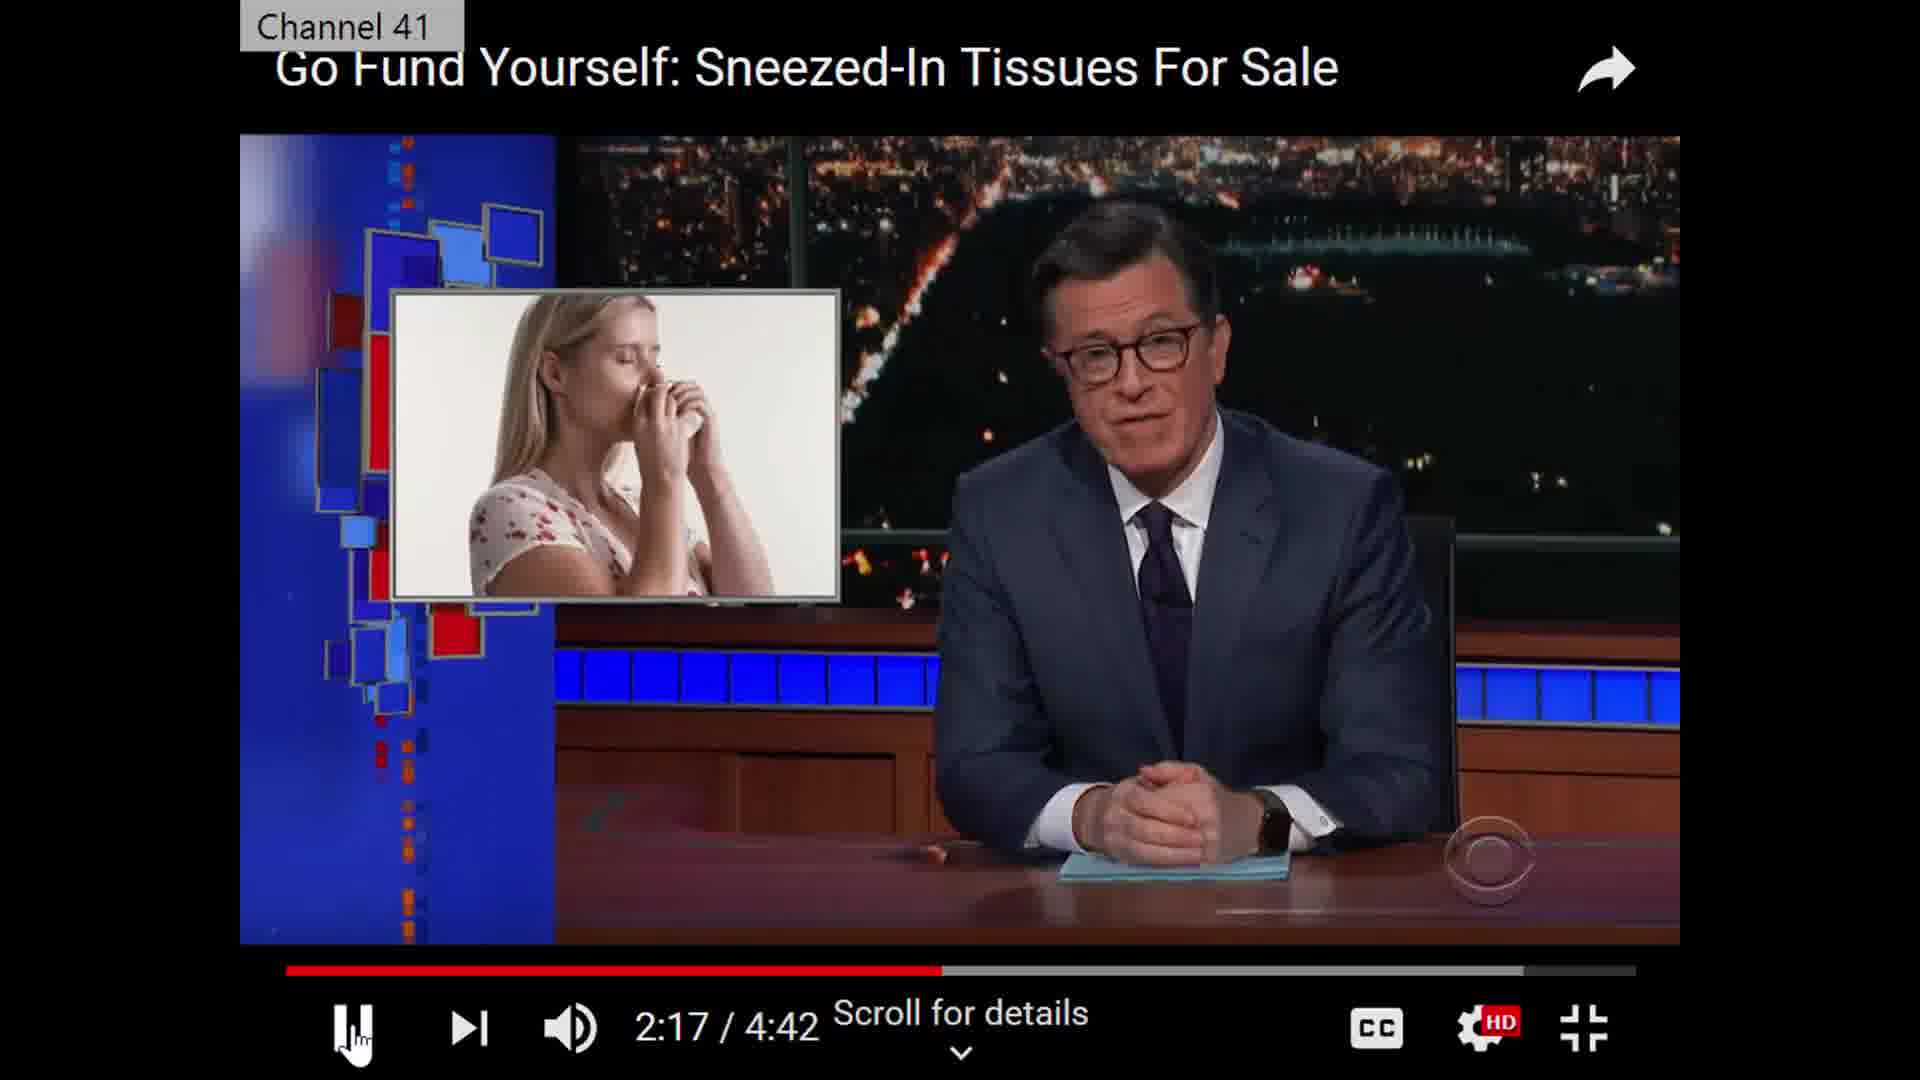 Channel 41
Go Fund Yourself: Sneezed-In Tissues For Sale
2:17 / 4:42
Scroll for details
CC
HD